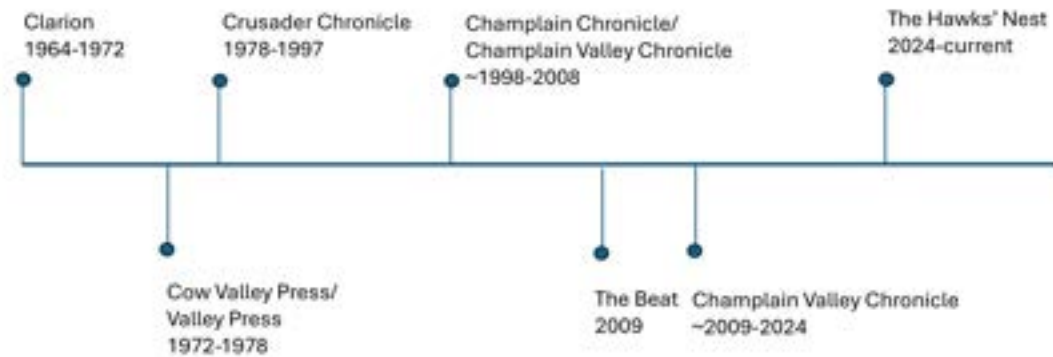 Clarion
1964-1972
Crusader Chronicle
1978-1997
Champlain Chronicle/
Champlain Valley Chronicle
~1998-2008
The Hawks' Nest
2024-current
Cow Valley Press/
Valley Press
1972-1978
The Beat
2009
Champlain Valley Chronicle
~2009-2024